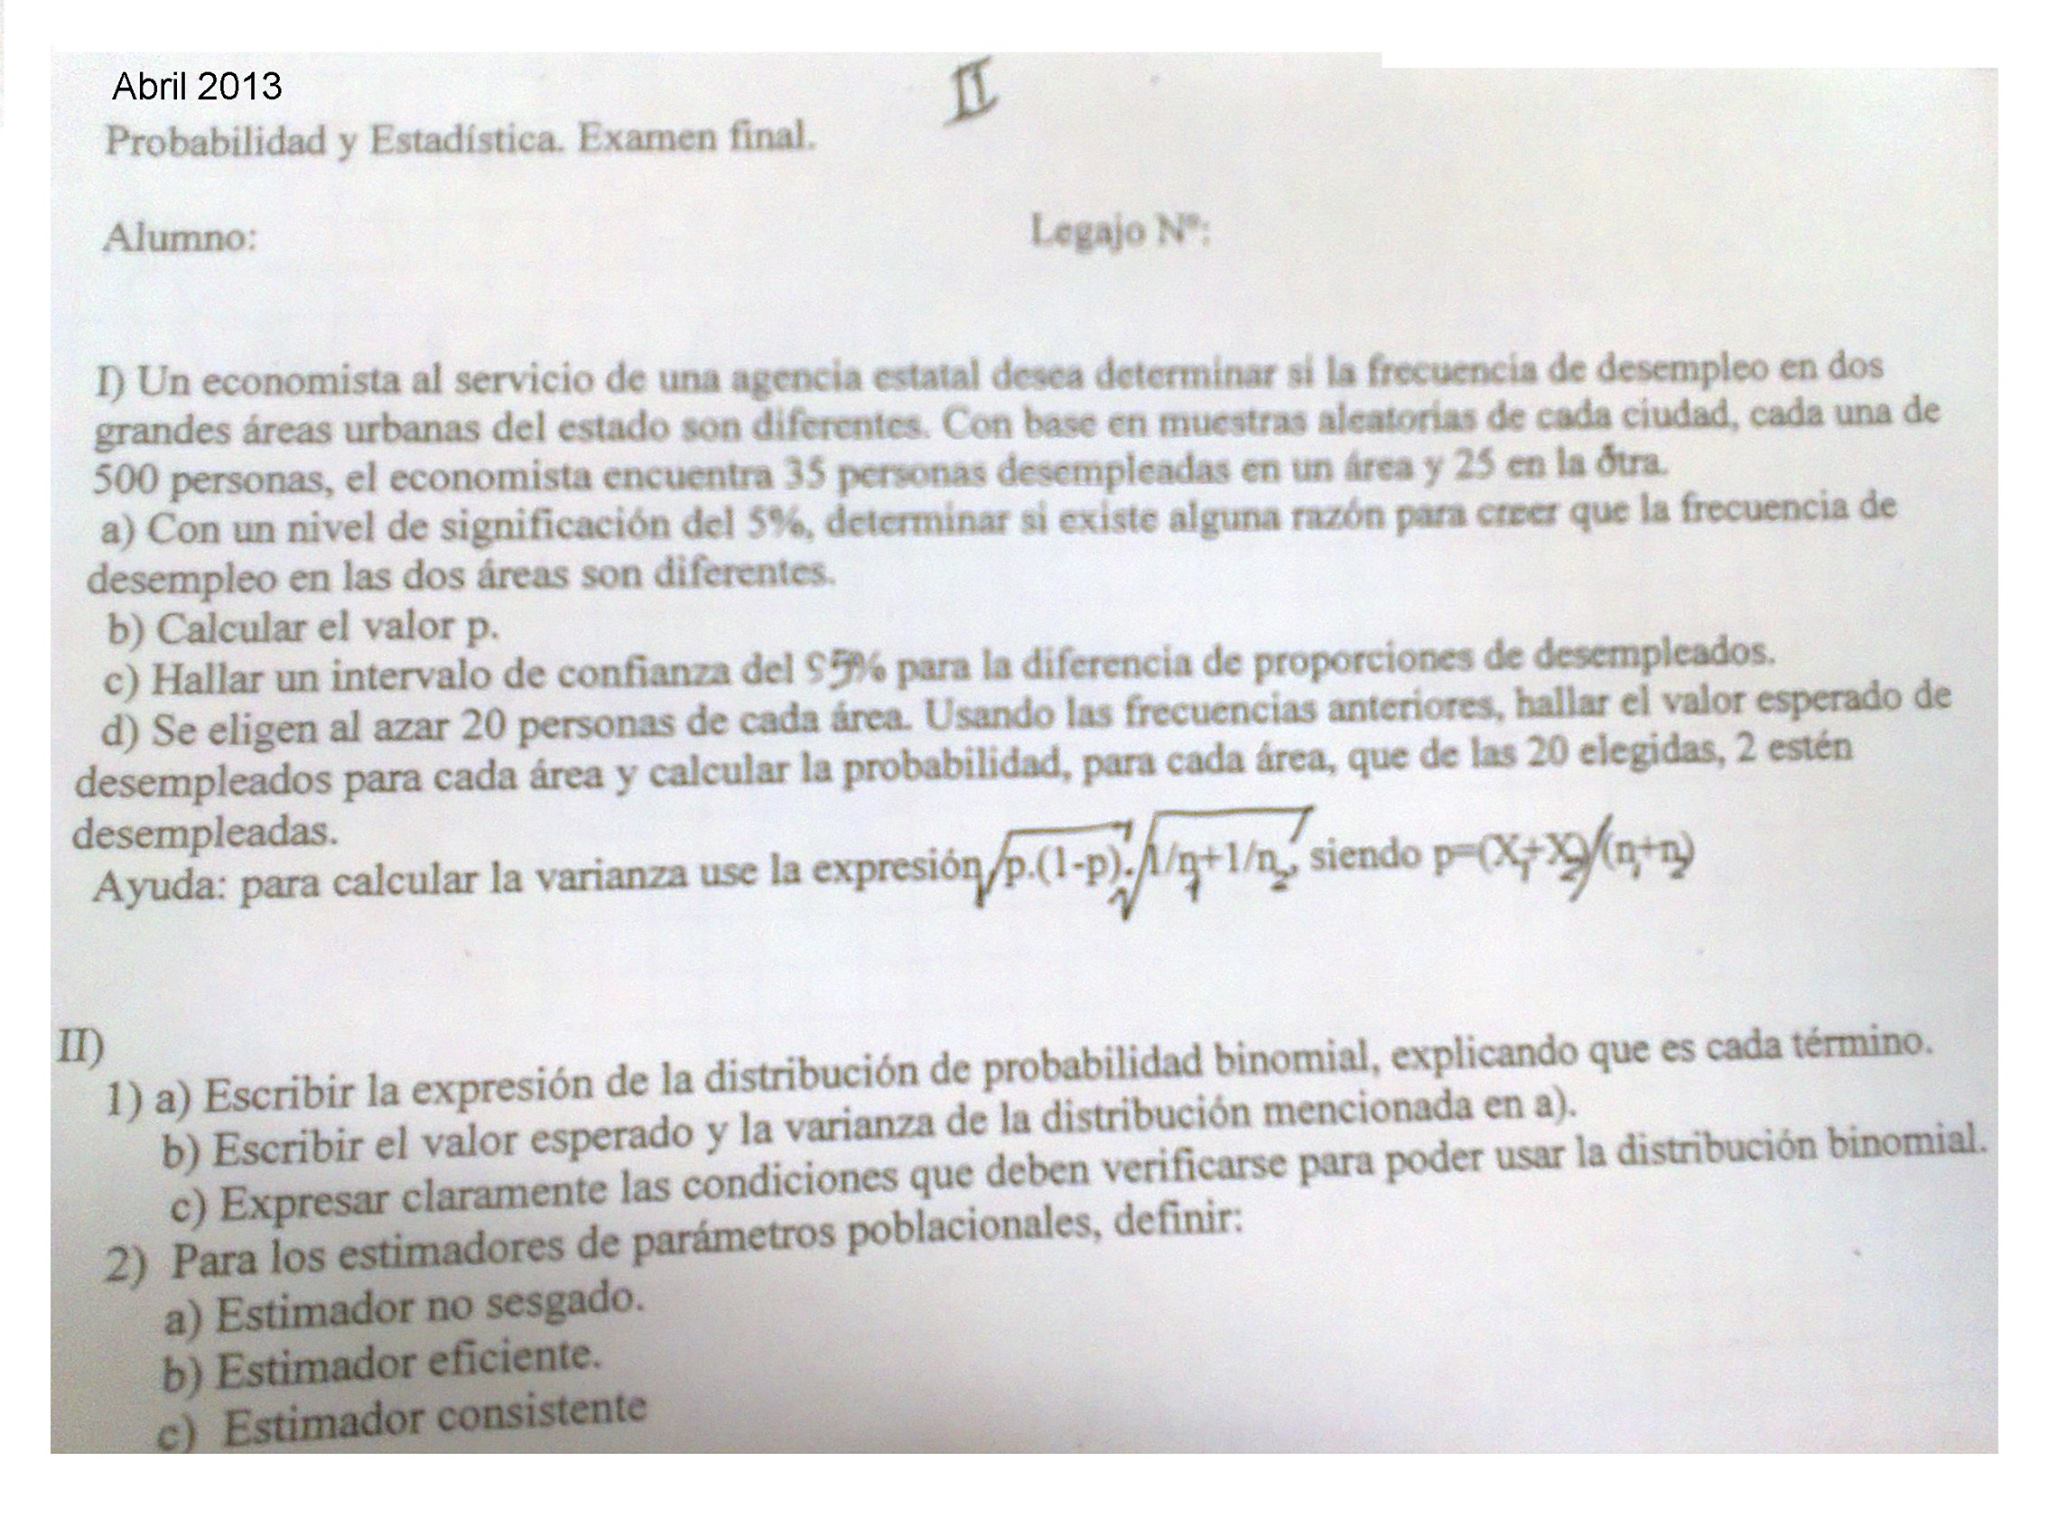 Abril 2013
II
Probabilidad y Estadística. Examen final.
Alumno: Legajo Nº:
I) Un economista al servicio de una agencia estatal desea determinar si la frecuencia de desempleo en dos
grandes áreas urbanas del estado son diferentes. Con base en muestras aleatorias de cada ciudad, cada una de
500 personas, el economista encuentra 35 personas desempleadas en un área y 25 en la otra.
a) Con un nivel de significación del 5%, determinar si existe alguna razón para creer que la frecuencia de
desempleo en las dos áreas son diferentes.
b) Calcular el valor p.
c) Hallar un intervalo de confianza del 95% para la diferencia de proporciones de desempleados.
d) Se eligen al azar 20 personas de cada área. Usando las frecuencias anteriores, hallar el valor esperado de
desempleados para cada área y calcular la probabilidad, para cada área, que de las 20 elegidas, 2 estén
desempleadas.
Ayuda: para calcular la varianza use la expresión √p.(1-p).√1/n₁+1/n₂, siendo p=(X₁+X₂)/(n₁+n₂)
II)
1) a) Escribir la expresión de la distribución de probabilidad binomial, explicando que es cada término.
b) Escribir el valor esperado y la varianza de la distribución mencionada en a).
c) Expresar claramente las condiciones que deben verificarse para poder usar la distribución binomial.
2) Para los estimadores de parámetros poblacionales, definir:
a) Estimador no sesgado.
b) Estimador eficiente.
c) Estimador consistente